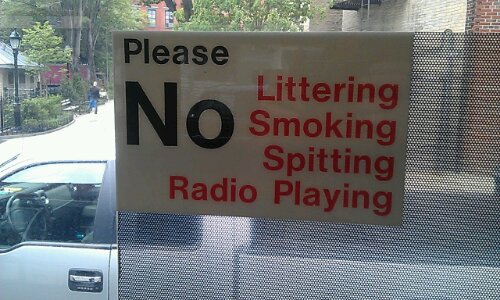 Please
No
Littering
Smoking
Spitting
Radio Playing